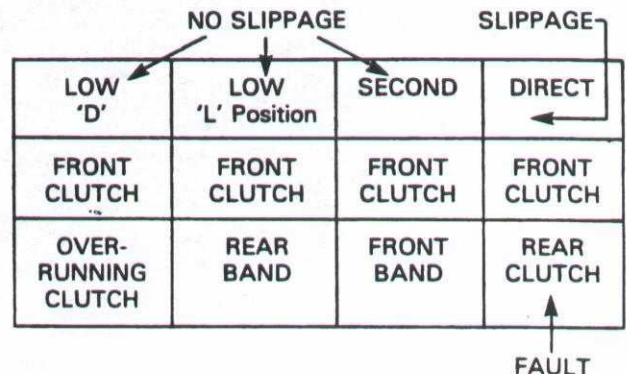 NO SLIPPAGE
SLIPPAGE
LOW
'D'
LOW
'L' Position
SECOND
DIRECT
FRONT
CLUTCH
FRONT
CLUTCH
FRONT
CLUTCH
FRONT
CLUTCH
OVER-
RUNNING
CLUTCH
REAR
BAND
FRONT
BAND
REAR
CLUTCH
FAULT